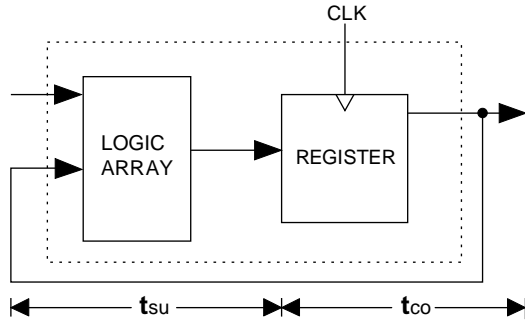 CLK
LOGIC
ARRAY
REGISTER
tsu
tco